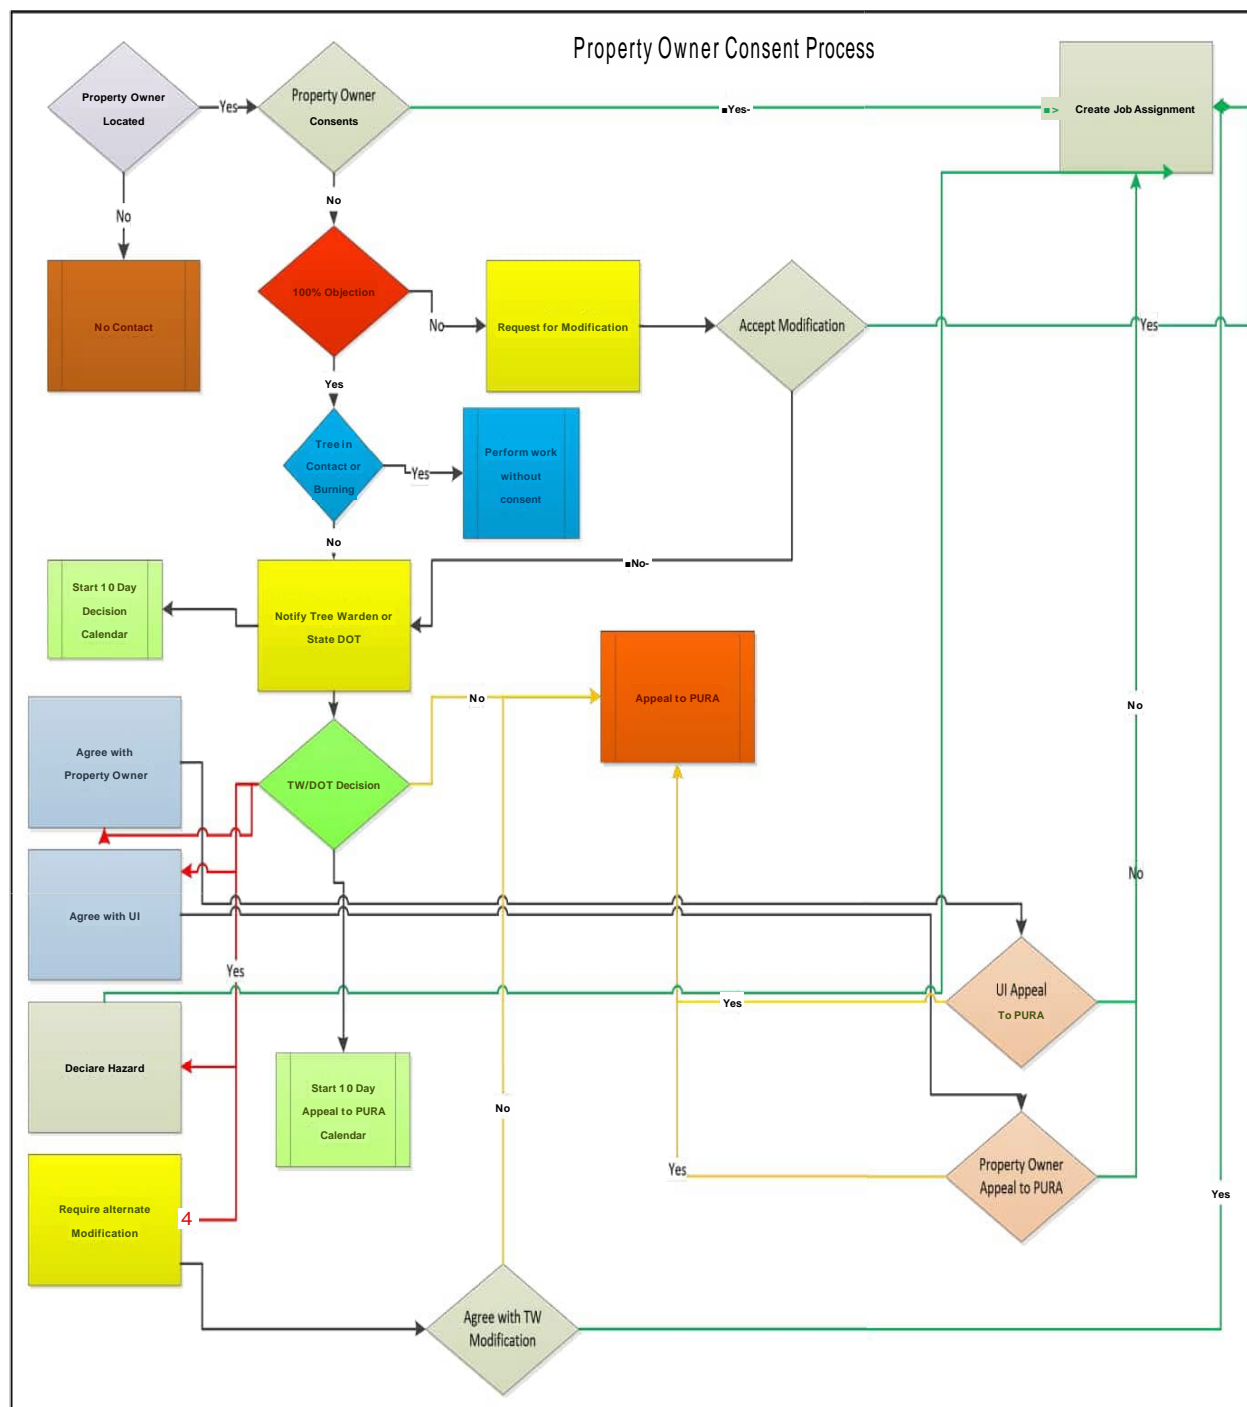 Property Owner Consent Process
Property Owner
Located
Yes
Property Owner
Consents
■Yes-
■>
Create Job Assignment
No
No
No Contact
100% Objection
No
Request for Modification
Accept Modification
Yes
Yes
Tree in
Contact or
Burning
Yes
Perform work
without
consent
No
■No-
Start 10 Day
Decision
Calendar
Notify Tree Warden or
State DOT
No
Appeal to PURA
No
Agree with
Property Owner
TW/DOT Decision
No
Agree with UI
Yes
UI Appeal
To PURA
Yes
Declare Hazard
Start 10 Day
Appeal to PURA
Calendar
No
Property Owner
Appeal to PURA
Yes
Yes
Require alternate
Modification
4
Agree with TW
Modification